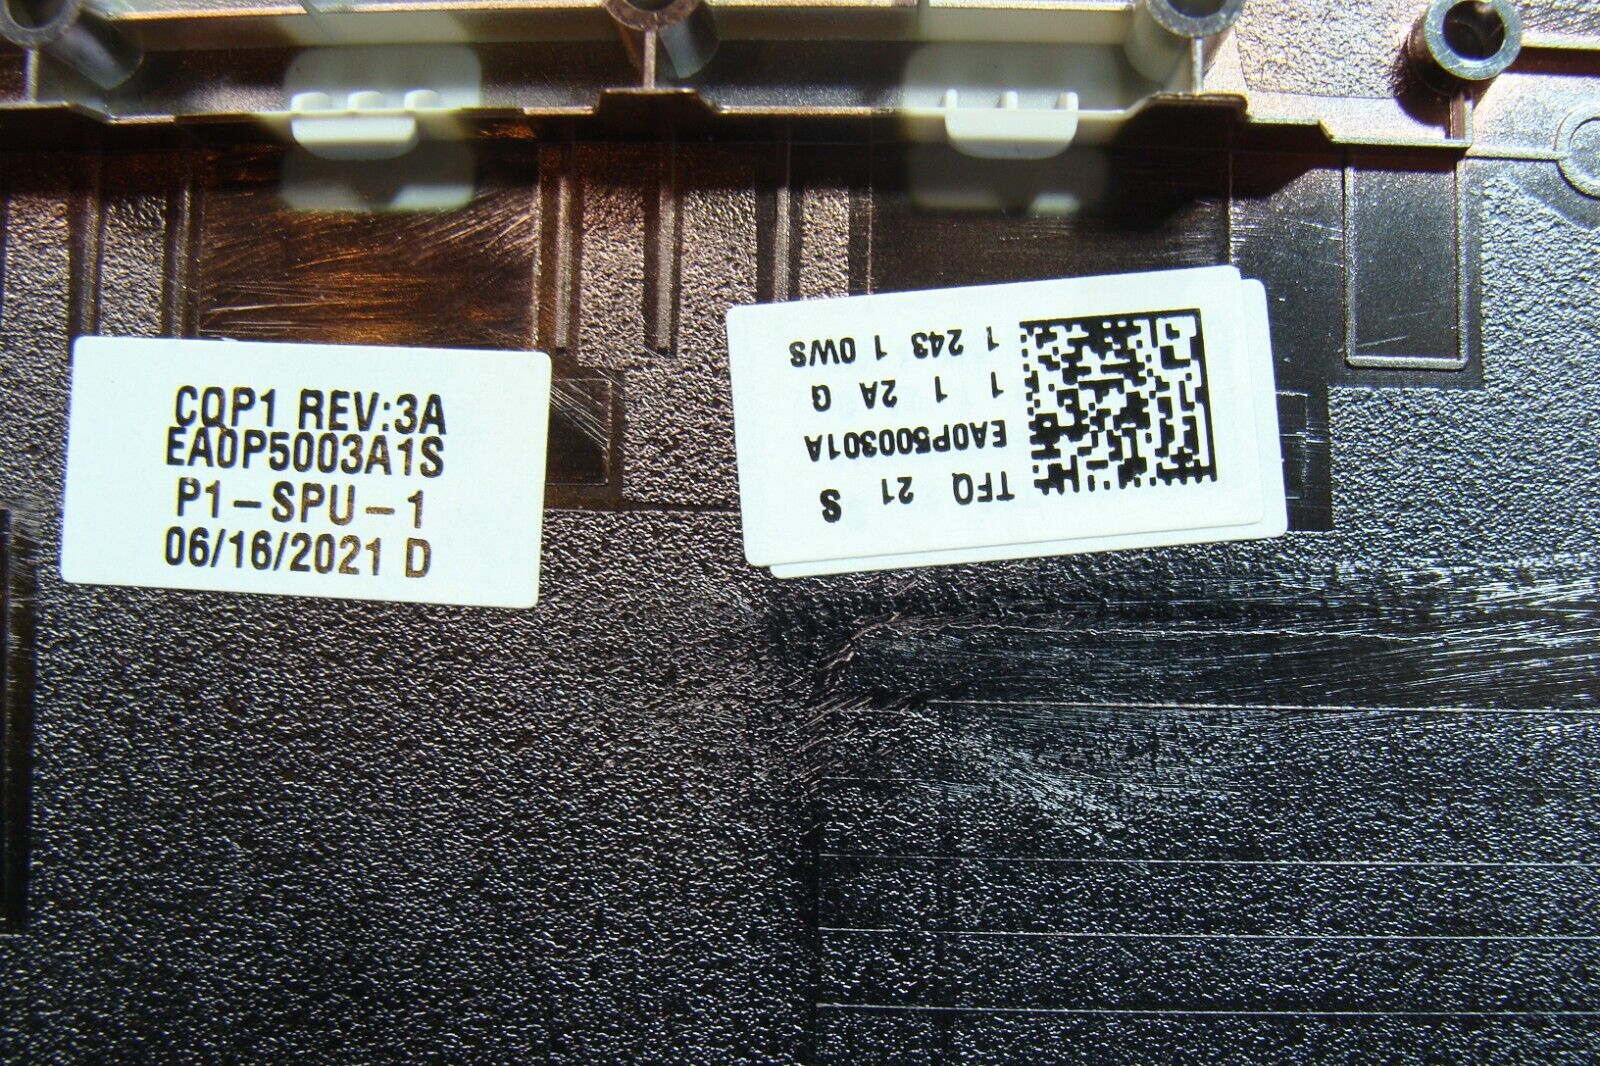 CQP1 REV:3A
EA0P5003A1S
P1-SPU-1
06/16/2021 D
TFQ 21 S
EA0P500301A
1 1 2A G
1 243 1 0WS